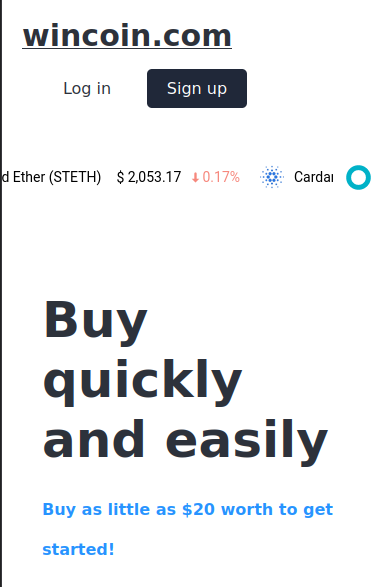 wincoin.com
Log in Sign up
d Ether (STETH) $ 2,053.17 0.17% Cardar
Buy
quickly
and easily
Buy as little as $20 worth to get
started!